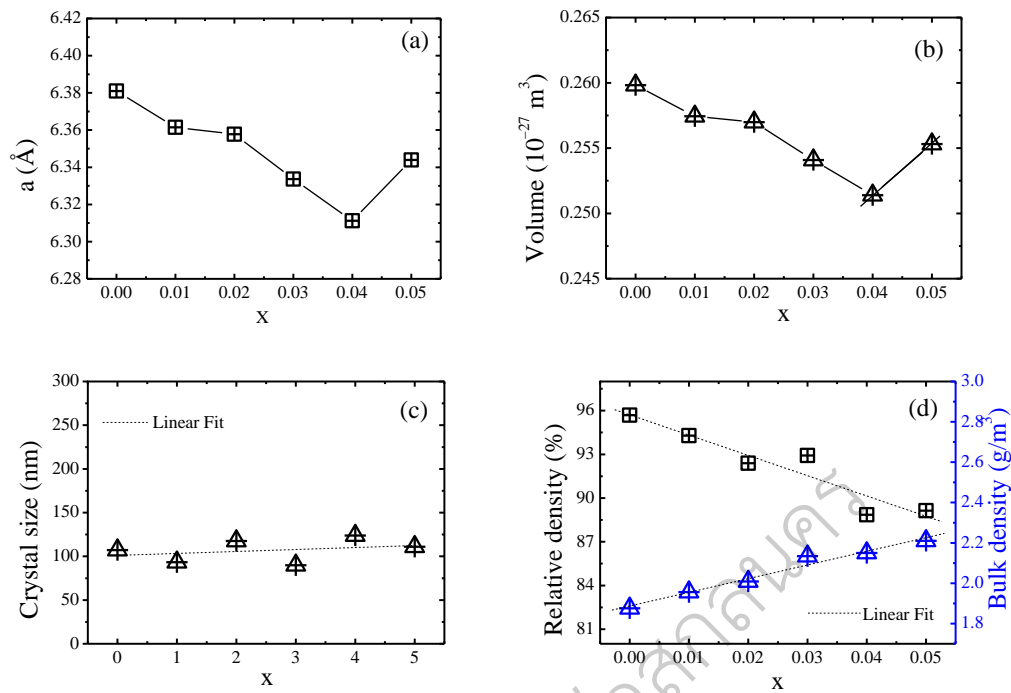 6.42
6.40
6.38
6.36
6.34
6.32
6.30
6.28
a (Å)
(a)
0.00 0.01 0.02 0.03 0.04 0.05
x
0.265
0.260
0.255
0.250
0.245
Volume (10⁻²⁷ m³)
(b)
0.00 0.01 0.02 0.03 0.04 0.05
x
300
250
200
150
100
50
0
Crystal size (nm)
Linear Fit
(c)
0 1 2 3 4 5
x
96
93
90
87
84
81
Relative density (%)
(d)
Linear Fit
3.0
2.8
2.6
2.4
2.2
2.0
1.8
Bulk density (g/m³)
0.00 0.01 0.02 0.03 0.04 0.05
x